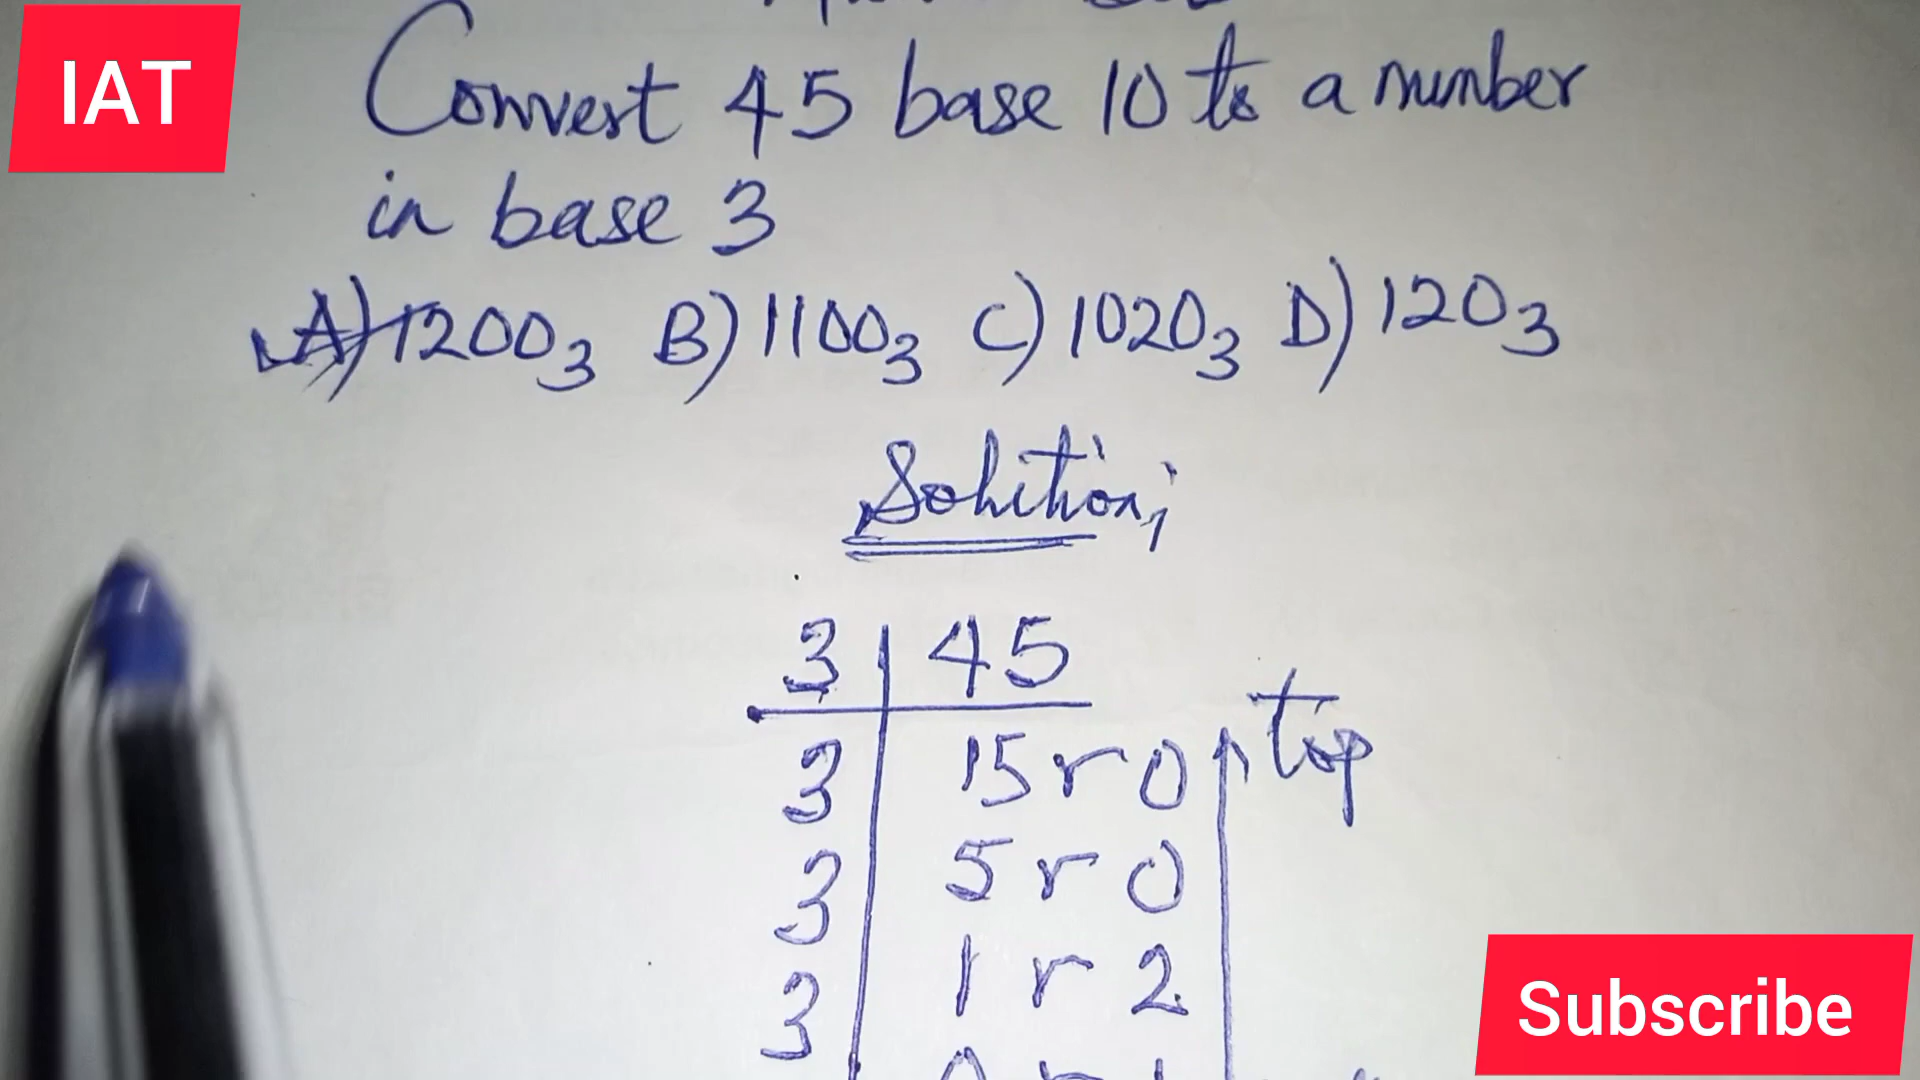 IAT
Convert 45 base 10 to a number
in base 3
A) 1200₃ B) 1100₃ C) 1020₃ D) 120₃
Solution;
3 | 45
3 | 15 r 0 top
3 | 5 r 0
3 | 1 r 2
Subscribe